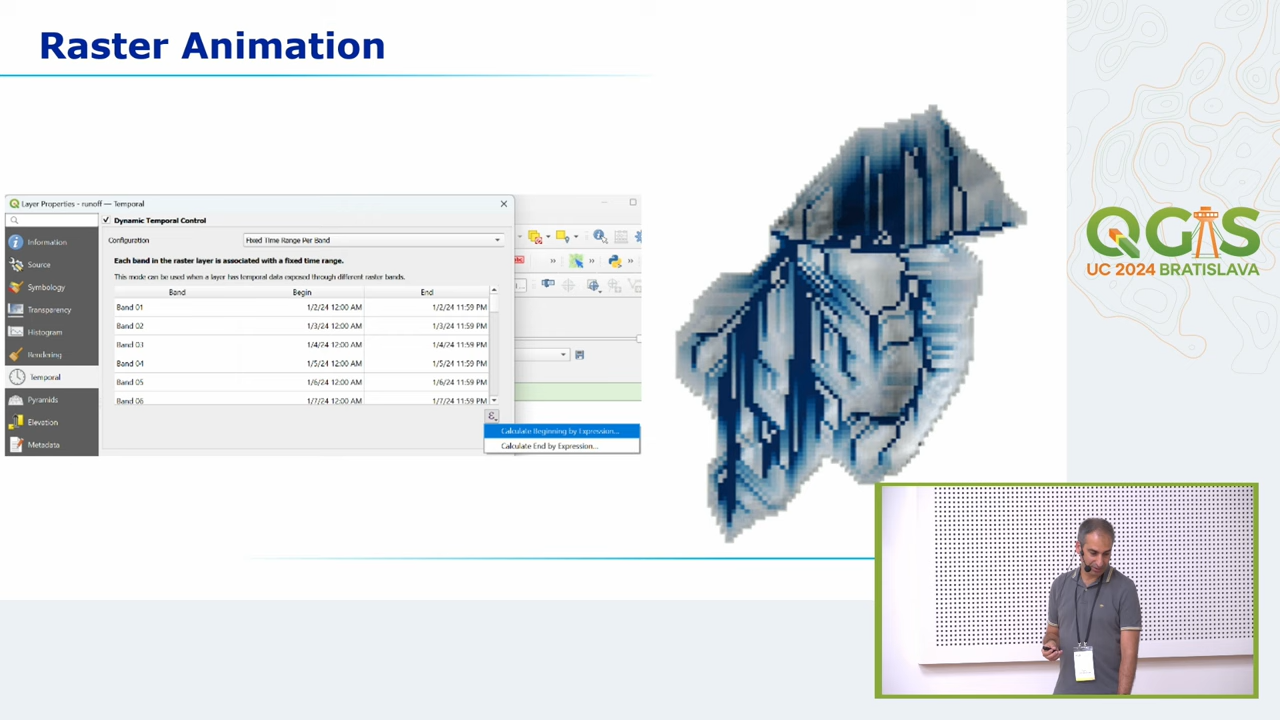 Raster Animation
Layer Properties - runoff — Temporal
Information
Source
Symbology
Transparency
Histogram
Rendering
Temporal
Pyramids
Elevation
Metadata
Dynamic Temporal Control
Configuration Fixed Time Range Per Band
Each band in the raster layer is associated with a fixed time range.
This mode can be used when a layer has temporal data exposed through different raster bands.
Band Begin End
Band 01 1/2/24 12:00 AM 1/2/24 11:59 PM
Band 02 1/3/24 12:00 AM 1/3/24 11:59 PM
Band 03 1/4/24 12:00 AM 1/4/24 11:59 PM
Band 04 1/5/24 12:00 AM 1/5/24 11:59 PM
Band 05 1/6/24 12:00 AM 1/6/24 11:59 PM
Band 06 1/7/24 12:00 AM 1/7/24 11:59 PM
ε
Calculate Beginning by Expression...
Calculate End by Expression...
QGIS
UC 2024 BRATISLAVA